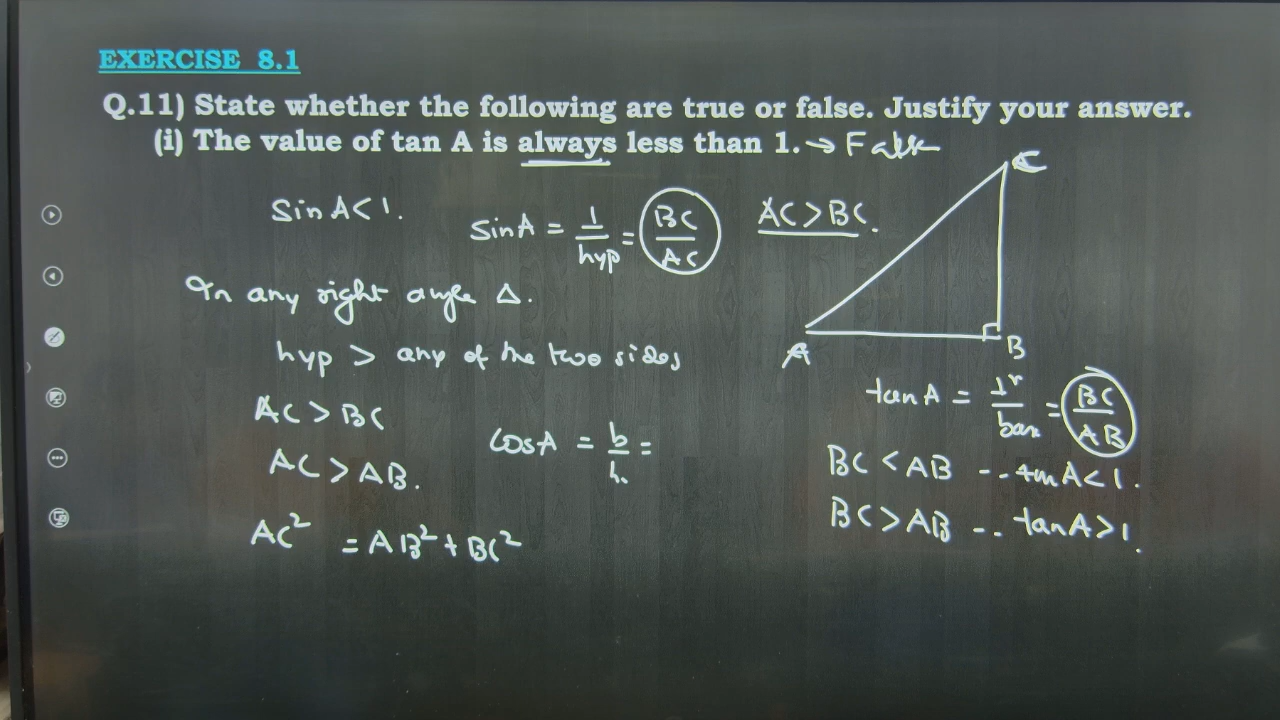 EXERCISE 8.1
Q.11) State whether the following are true or false. Justify your answer.
(i) The value of tan A is always less than 1. → False
Sin A < 1.
Sin A = 1/hyp = BC/AC
AC > BC.
C
In any right angle Δ.
hyp > any of the two sides
A
B
AC > BC
AC > AB.
Cos A = b/h. =
AC² = AB² + BC²
tan A = 1r/base = BC/AB
BC < AB -.. tan A < 1.
BC > AB -.. tan A > 1.